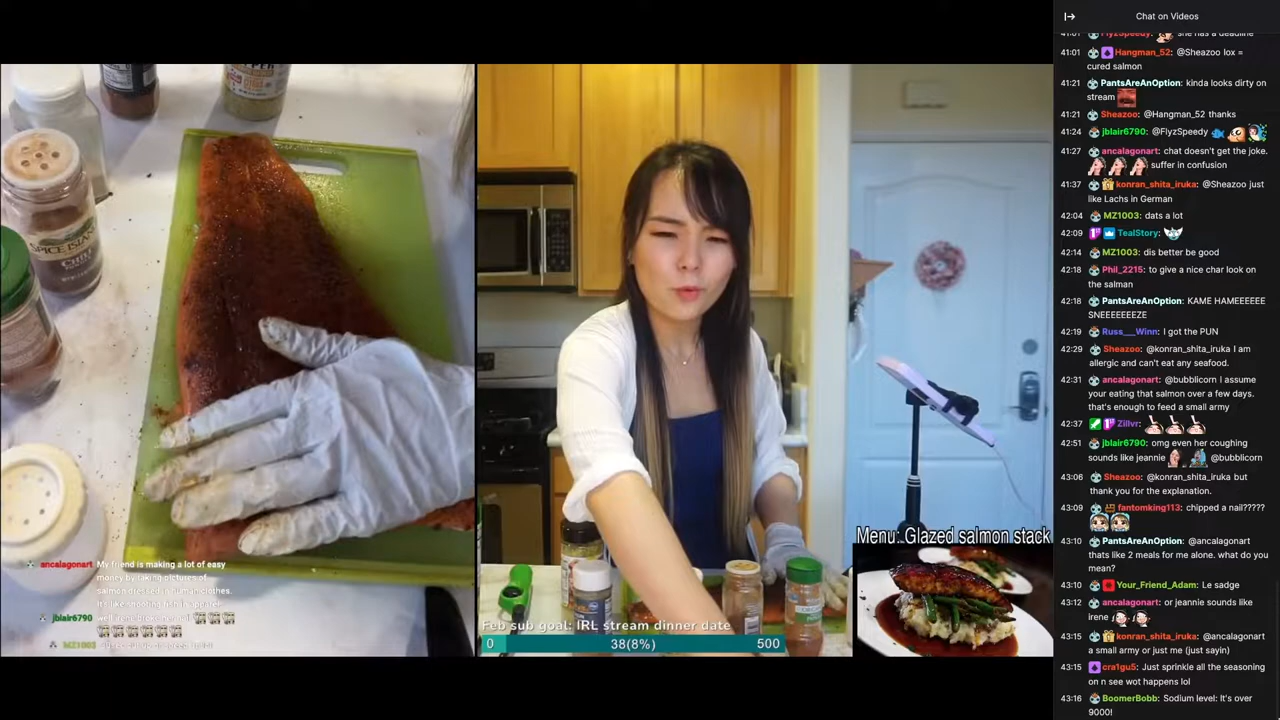 Chat on Videos
41:01 FlyzSpeedy: she has a deadline
41:01 Hangman_52: @Sheazoo lox =
cured salmon
41:21 PantsAreAnOption: kinda looks dirty on
stream
41:21 Sheazoo: @Hangman_52 thanks
41:24 jblair6790: @FlyzSpeedy
41:27 ancalagonart: chat doesn't get the joke.
suffer in confusion
41:37 konran_shita_iruka: @Sheazoo just
like Lachs in German
42:04 MZ1003: dats a lot
42:09 TealStory:
42:14 MZ1003: dis better be good
42:18 Phil_2215: to give a nice char look on
the salman
42:18 PantsAreAnOption: KAME HAMEEEEEE
SNEEEEEEEZE
42:19 Russ___Winn: I got the PUN
42:29 Sheazoo: @konran_shita_iruka I am
allergic and can't eat any seafood.
42:31 ancalagonart: @bubblicorn I assume
your eating that salmon over a few days.
that's enough to feed a small army
42:37 Zillvr:
42:51 jblair6790: omg even her coughing
sounds like jeannie @bubblicorn
43:06 Sheazoo: @konran_shita_iruka but
thank you for the explanation.
43:09 fantomking113: chipped a nail?????
43:10 PantsAreAnOption: @ancalagonart
thats like 2 meals for me alone. what do you
mean?
43:10 Your_Friend_Adam: Le sadge
43:12 ancalagonart: or jeannie sounds like
irene
43:15 konran_shita_iruka: @ancalagonart
a small army or just me (just sayin)
43:15 cra1gu5: Just sprinkle all the seasoning
on n see wot happens lol
43:16 BoomerBobb: Sodium level: It's over
9000!
SPICE ISLANDS
ancalagonart My friend is making a lot of easy
money by taking pictures of
salmon dressed in human clothes.
It's like shooting fish in apparel
jblair6790
MZ1003
Menu: Glazed salmon stack
Feb sub goal: IRL stream dinner date
0 38(8%) 500